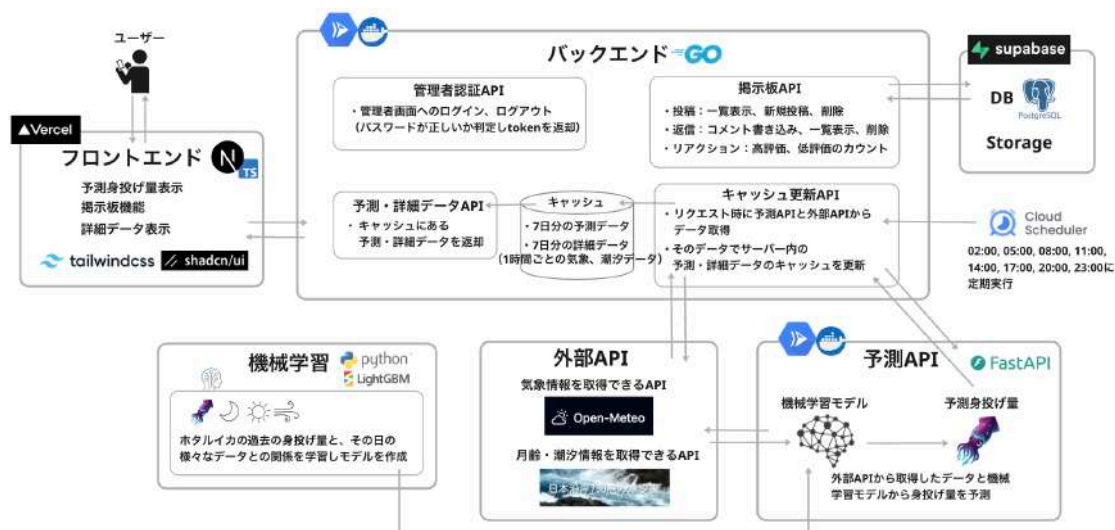 ユーザー
▲Vercel
フロントエンド
N
TS
予測身投げ量表示
掲示板機能
詳細データ表示
tailwindcss
shadcn/ui
バックエンド
GO
管理者認証API
・管理者画面へのログイン、ログアウト
(パスワードが正しいか判定しtokenを返却)
掲示板API
・投稿:一覧表示、新規投稿、削除
・返信:コメント書き込み、一覧表示、削除
・リアクション:高評価、低評価のカウント
予測・詳細データAPI
・キャッシュにある
予測・詳細データを返却
キャッシュ
・7日分の予測データ
・7日分の詳細データ
(1時間ごとの気象、潮汐データ)
キャッシュ更新API
・リクエスト時に予測APIと外部APIから
データ取得
・そのデータでサーバー内の
予測・詳細データのキャッシュを更新
supabase
DB
PostgreSQL
Storage
Cloud
Scheduler
02:00, 05:00, 08:00, 11:00,
14:00, 17:00, 20:00, 23:00に
定期実行
機械学習
python
LightGBM
ホタルイカの過去の身投げ量と、その日の
様々なデータとの関係を学習しモデルを作成
外部API
気象情報を取得できるAPI
Open-Meteo
月齢・潮汐情報を取得できるAPI
予測API
FastAPI
機械学習モデル
予測身投げ量
外部APIから取得したデータと機械
学習モデルから身投げ量を予測